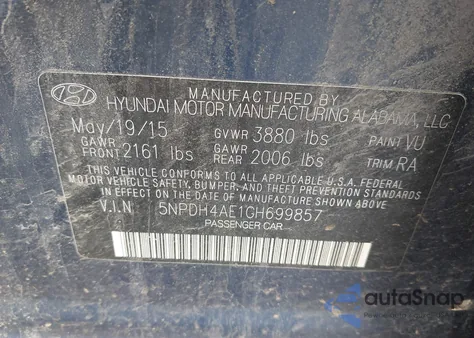 MANUFACTURED BY
HYUNDAI MOTOR MANUFACTURING ALABAMA, LLC
May/19/15 GVWR 3880 lbs PAINT VU
GAWR FRONT 2161 lbs GAWR REAR 2006 lbs TRIM RA
THIS VEHICLE CONFORMS TO ALL APPLICABLE U.S.A FEDERAL
MOTOR VEHICLE SAFETY, BUMPER, AND THEFT PREVENTION STANDARDS
IN EFFECT ON THE DATE OF MANUFACTURE SHOWN ABOVE.
V.I.N 5NPDH4AE1GH699857
PASSENGER CAR
autoSnap
POWERED BY